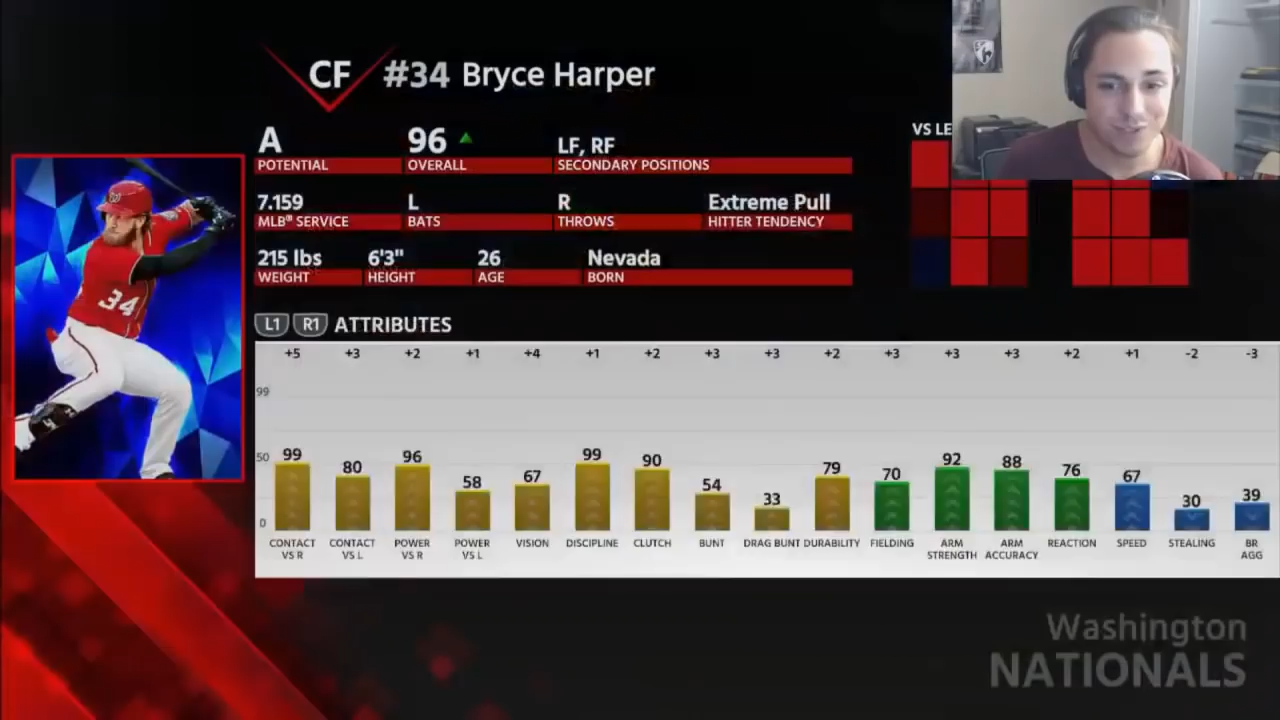 CF #34 Bryce Harper
A 96 LF, RF
POTENTIAL OVERALL SECONDARY POSITIONS
7.159 L R Extreme Pull
MLB® SERVICE BATS THROWS HITTER TENDENCY
215 lbs 6'3" 26 Nevada
WEIGHT HEIGHT AGE BORN
VS LE
34
L1 R1 ATTRIBUTES
+5 +3 +2 +1 +4 +1 +2 +3 +3 +2 +3 +3 +3 +2 +1 -2 -3
99
50
0
99 80 96 58 67 99 90 54 33 79 70 92 88 76 67 30 39
CONTACT VS R
CONTACT VS L
POWER VS R
POWER VS L
VISION
DISCIPLINE
CLUTCH
BUNT
DRAG BUNT
DURABILITY
FIELDING
ARM STRENGTH
ARM ACCURACY
REACTION
SPEED
STEALING
BR AGG
Washington
NATIONALS